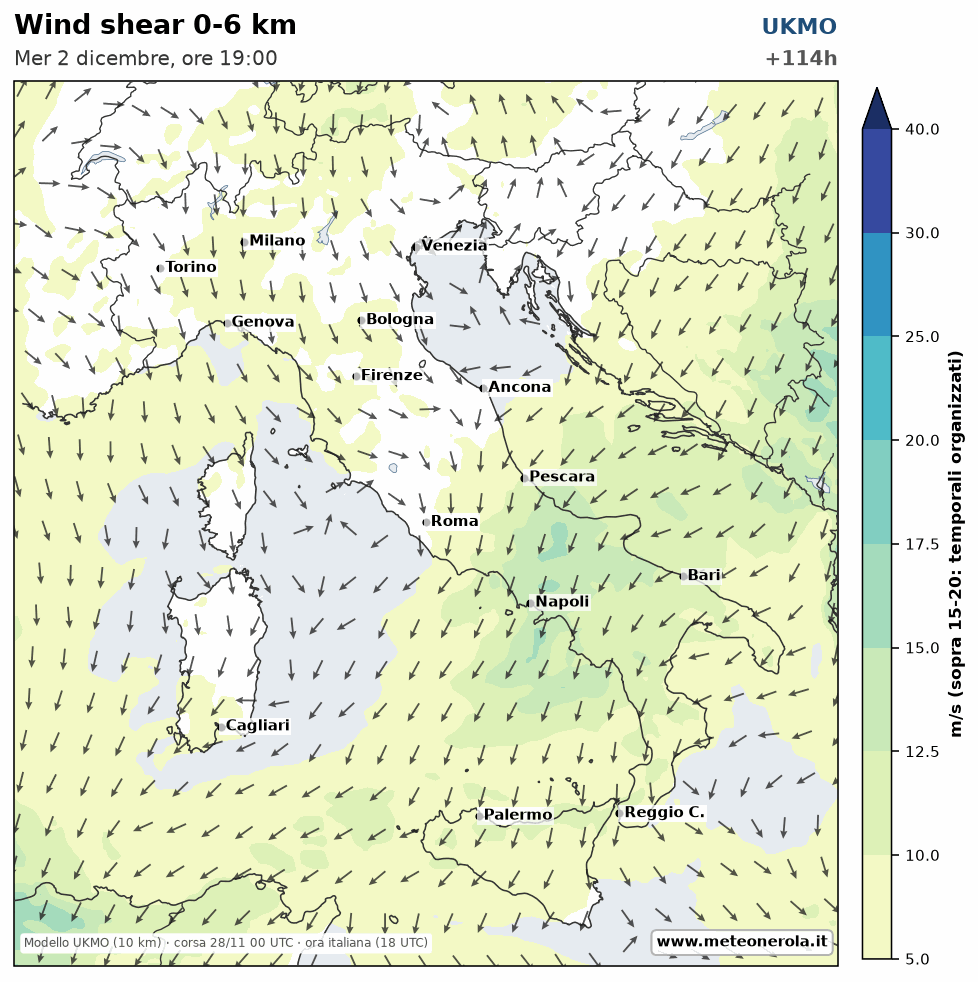 Wind shear 0-6 km
UKMO
Mer 2 dicembre, ore 19:00
+114h
Milano
Venezia
Torino
Genova
Bologna
Firenze
Ancona
Pescara
Roma
Bari
Napoli
Cagliari
Palermo
Reggio C.
40.0
30.0
25.0
20.0
17.5
15.0
12.5
10.0
5.0
m/s (sopra 15-20: temporali organizzati)
Modello UKMO (10 km) · corsa 28/11 00 UTC · ora italiana (18 UTC)
www.meteonerola.it